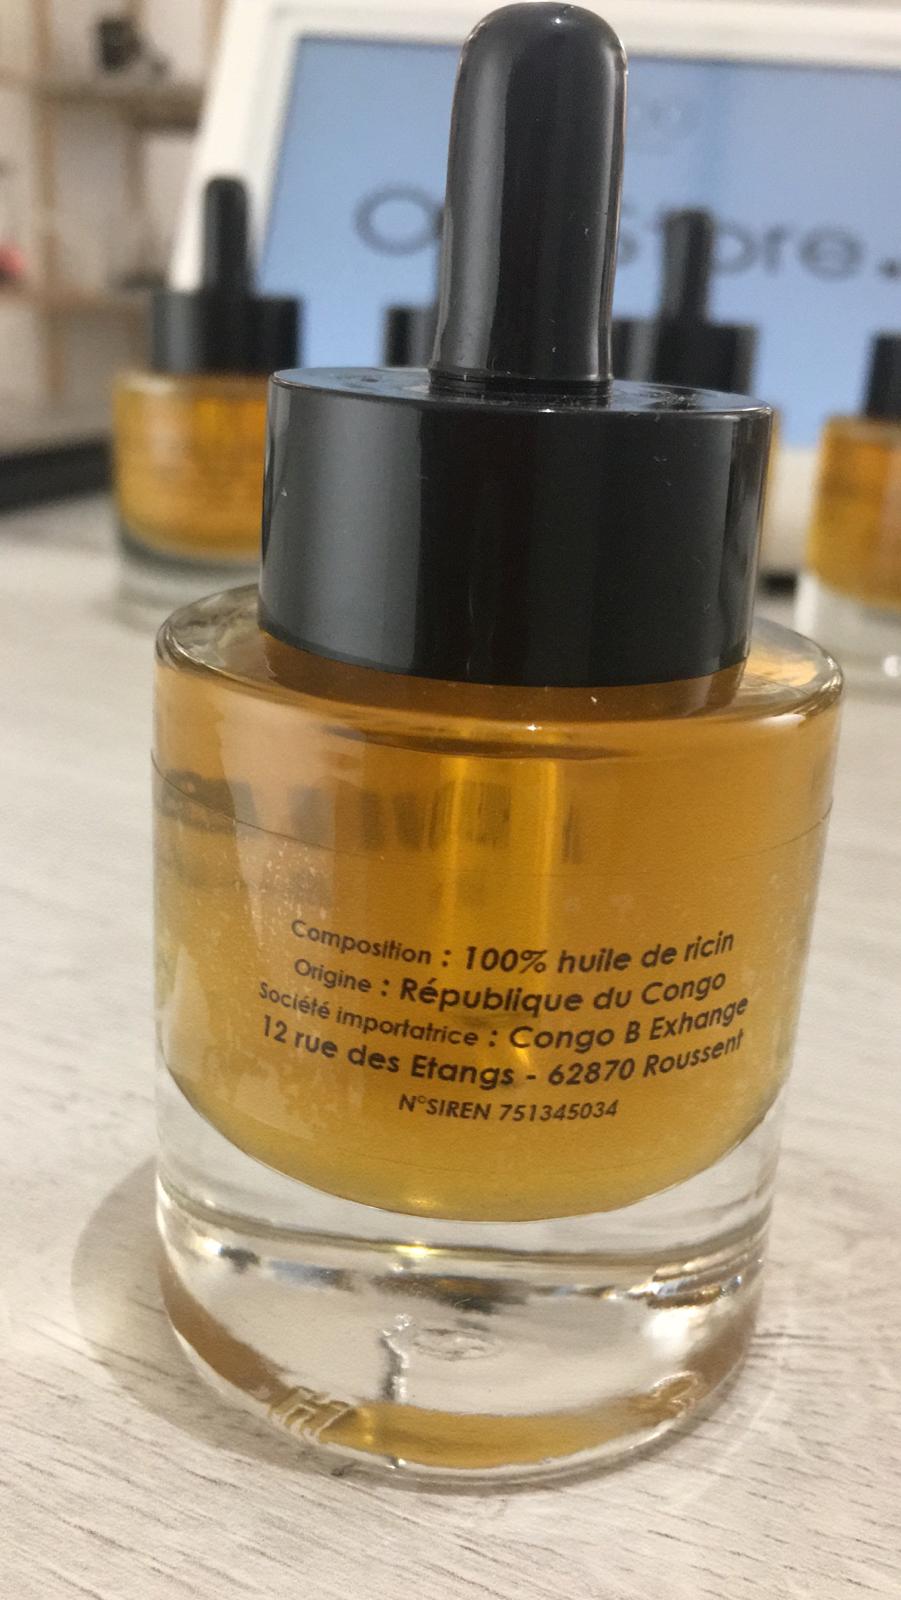 Composition : 100% huile de ricin
Origine : République du Congo
Société importatrice : Congo B Exhange
12 rue des Etangs - 62870 Roussent
N°SIREN 751345034